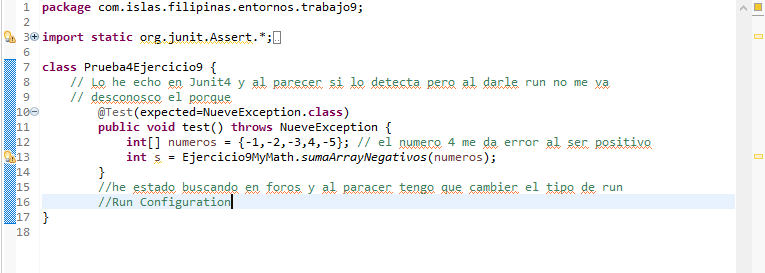 1 package com.islas.filipinas.entornos.trabajo9;
2
3 import static org.junit.Assert.*;
6
7 class Prueba4Ejercicio9 {
8 // Lo he echo en Junit4 y al parecer si lo detecta pero al darle run no me va
9 // desconosco el porque
10 @Test(expected=NueveException.class)
11 public void test() throws NueveException {
12 int[] numeros = {-1,-2,-3,4,-5}; // el numero 4 me da error al ser positivo
13 int s = Ejercicio9MyMath.sumaArrayNegativos(numeros);
14 }
15 //he estado buscando en foros y al paracer tengo que cambier el tipo de run
16 //Run Configuration
17 }
18